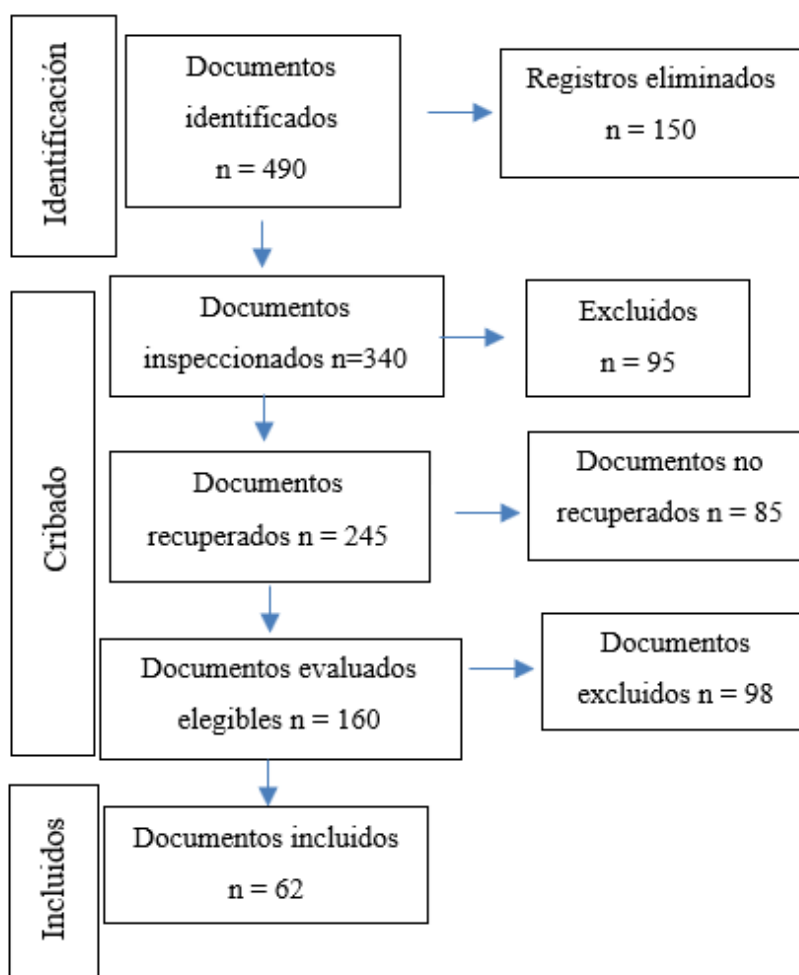 Identificación
Documentos
identificados
n = 490
Registros eliminados
n = 150
Cribado
Documentos
inspeccionados n=340
Excluidos
n = 95
Documentos
recuperados n = 245
Documentos no
recuperados n = 85
Documentos evaluados
elegibles n = 160
Documentos
excluidos n = 98
Incluidos
Documentos incluidos
n = 62